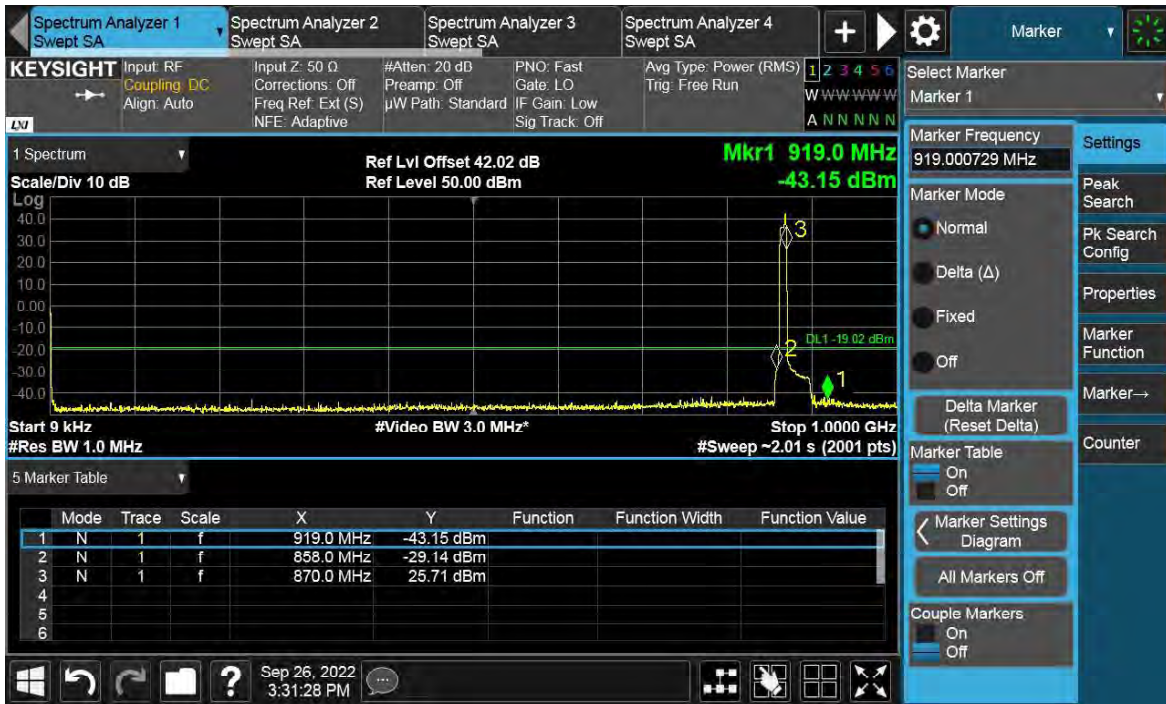 Spectrum Analyzer 1
Swept SA
Spectrum Analyzer 2
Swept SA
Spectrum Analyzer 3
Swept SA
Spectrum Analyzer 4
Swept SA
+
Marker
KEYSIGHT
LXI
Input: RF
Coupling: DC
Align: Auto
Input Z: 50 Ω
Corrections: Off
Freq Ref: Ext (S)
NFE: Adaptive
#Atten: 20 dB
Preamp: Off
µW Path: Standard
PNO: Fast
Gate: LO
IF Gain: Low
Sig Track: Off
Avg Type: Power (RMS)
Trig: Free Run
1 2 3 4 5 6
W W W W W W
A N N N N N
Select Marker
Marker 1
1 Spectrum
Scale/Div 10 dB
Log
Ref Lvl Offset 42.02 dB
Ref Level 50.00 dBm
Mkr1 919.0 MHz
-43.15 dBm
40.0
30.0
20.0
10.0
0.00
-10.0
-20.0
-30.0
-40.0
3
2
1
DL1 -19.02 dBm
Start 9 kHz
#Video BW 3.0 MHz*
Stop 1.0000 GHz
#Res BW 1.0 MHz
#Sweep ~2.01 s (2001 pts)
5 Marker Table
Mode Trace Scale X Y Function Function Width Function Value
1 N 1 f 919.0 MHz -43.15 dBm
2 N 1 f 858.0 MHz -29.14 dBm
3 N 1 f 870.0 MHz 25.71 dBm
4
5
6
?
Sep 26, 2022
3:31:28 PM
Marker Frequency
919.000729 MHz
Marker Mode
Normal
Delta (Δ)
Fixed
Off
Delta Marker
(Reset Delta)
Marker Table
On
Off
Marker Settings
Diagram
All Markers Off
Couple Markers
On
Off
Settings
Peak
Search
Pk Search
Config
Properties
Marker
Function
Marker→
Counter